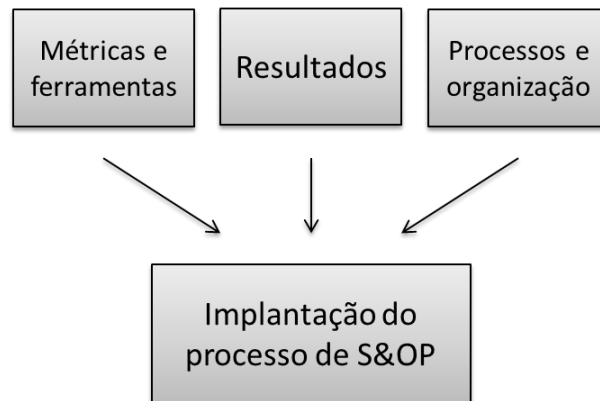 Métricas e
ferramentas
Resultados
Processos e
organização
Implantação do
processo de S&OP